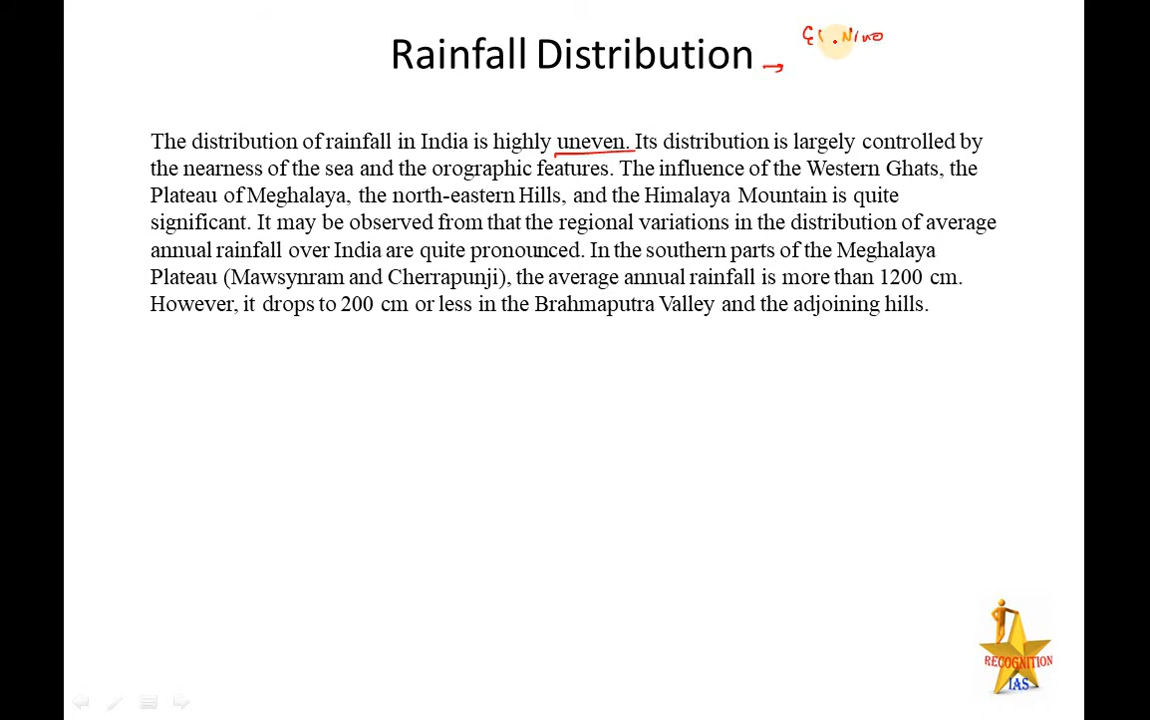 Rainfall Distribution → El. Nino
The distribution of rainfall in India is highly uneven. Its distribution is largely controlled by
the nearness of the sea and the orographic features. The influence of the Western Ghats, the
Plateau of Meghalaya, the north-eastern Hills, and the Himalaya Mountain is quite
significant. It may be observed from that the regional variations in the distribution of average
annual rainfall over India are quite pronounced. In the southern parts of the Meghalaya
Plateau (Mawsynram and Cherrapunji), the average annual rainfall is more than 1200 cm.
However, it drops to 200 cm or less in the Brahmaputra Valley and the adjoining hills.
RECOGNITION
IAS